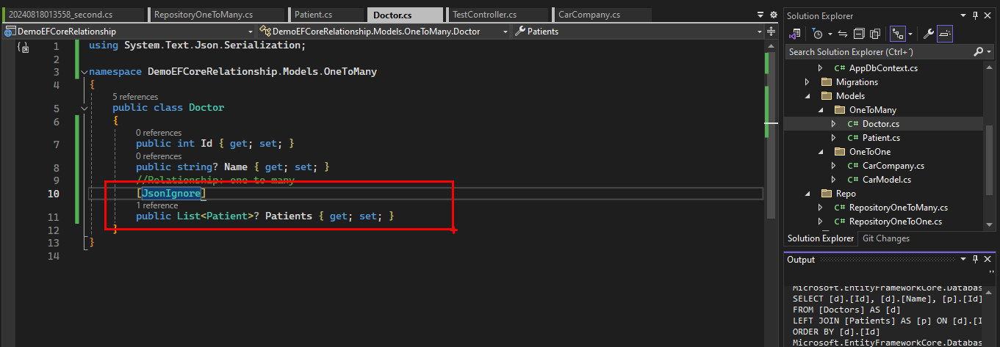 20240818013558_second.cs RepositoryOneToMany.cs Patient.cs Doctor.cs TestController.cs CarCompany.cs
DemoEFCoreRelationship DemoEFCoreRelationship.Models.OneToMany.Doctor Patients
1 using System.Text.Json.Serialization;
2
3 namespace DemoEFCoreRelationship.Models.OneToMany
4 {
5 references
5 public class Doctor
6 {
0 references
7 public int Id { get; set; }
0 references
8 public string? Name { get; set; }
9 //Relationship: one to many
10 [JsonIgnore]
1 reference
11 public List<Patient>? Patients { get; set; }
12 }
13 }
14
Solution Explorer
Search Solution Explorer (Ctrl+´)
C# AppDbContext.cs
Migrations
Models
OneToMany
C# Doctor.cs
C# Patient.cs
OneToOne
C# CarCompany.cs
C# CarModel.cs
Repo
C# RepositoryOneToMany.cs
C# RepositoryOneToOne.cs
Solution Explorer Git Changes
Output
Microsoft.EntityFrameworkCore.Databas
SELECT [d].[Id], [d].[Name], [p].[Id]
FROM [Doctors] AS [d]
LEFT JOIN [Patients] AS [p] ON [d].[I
ORDER BY [d].[Id]
Microsoft.EntityFrameworkCore.Databas